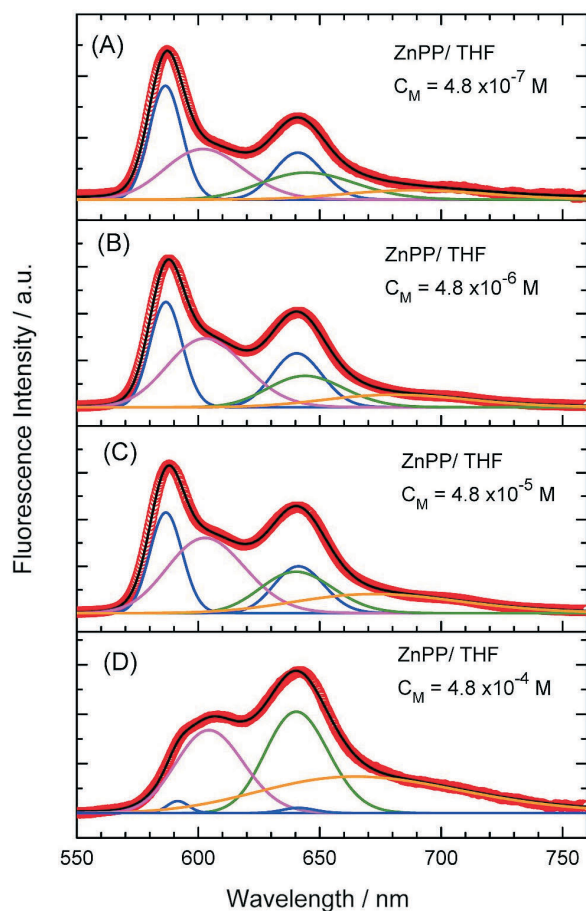 (A)
ZnPP/ THF
C_M = 4.8 x10^-7 M
(B)
ZnPP/ THF
C_M = 4.8 x10^-6 M
(C)
ZnPP/ THF
C_M = 4.8 x10^-5 M
(D)
ZnPP/ THF
C_M = 4.8 x10^-4 M
Fluorescence Intensity / a.u.
550 600 650 700 750
Wavelength / nm